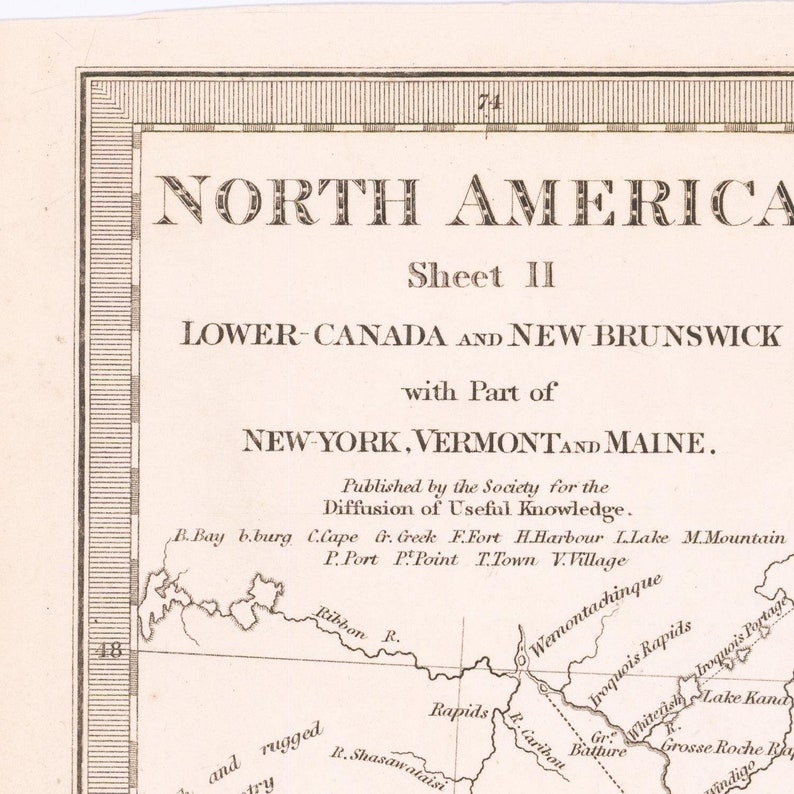 74
NORTH AMERICA
Sheet II
LOWER-CANADA AND NEW BRUNSWICK
with Part of
NEW-YORK, VERMONT AND MAINE.
Published by the Society for the
Diffusion of Useful Knowledge.
B. Bay b. burg C. Cape Cr. Creek F. Fort H. Harbour L. Lake M. Mountain
P. Port Pt. Point T. Town V. Village
Ribbon R.
Wemontachinque
48
Iroquois Rapids
Iroquois Portage
Whitefish
R.
Lake Kand
Rapids
R. Caribou
Gre.
Batture
Grosse Roche Rap
R. Shasawataisi
and rugged
windigo